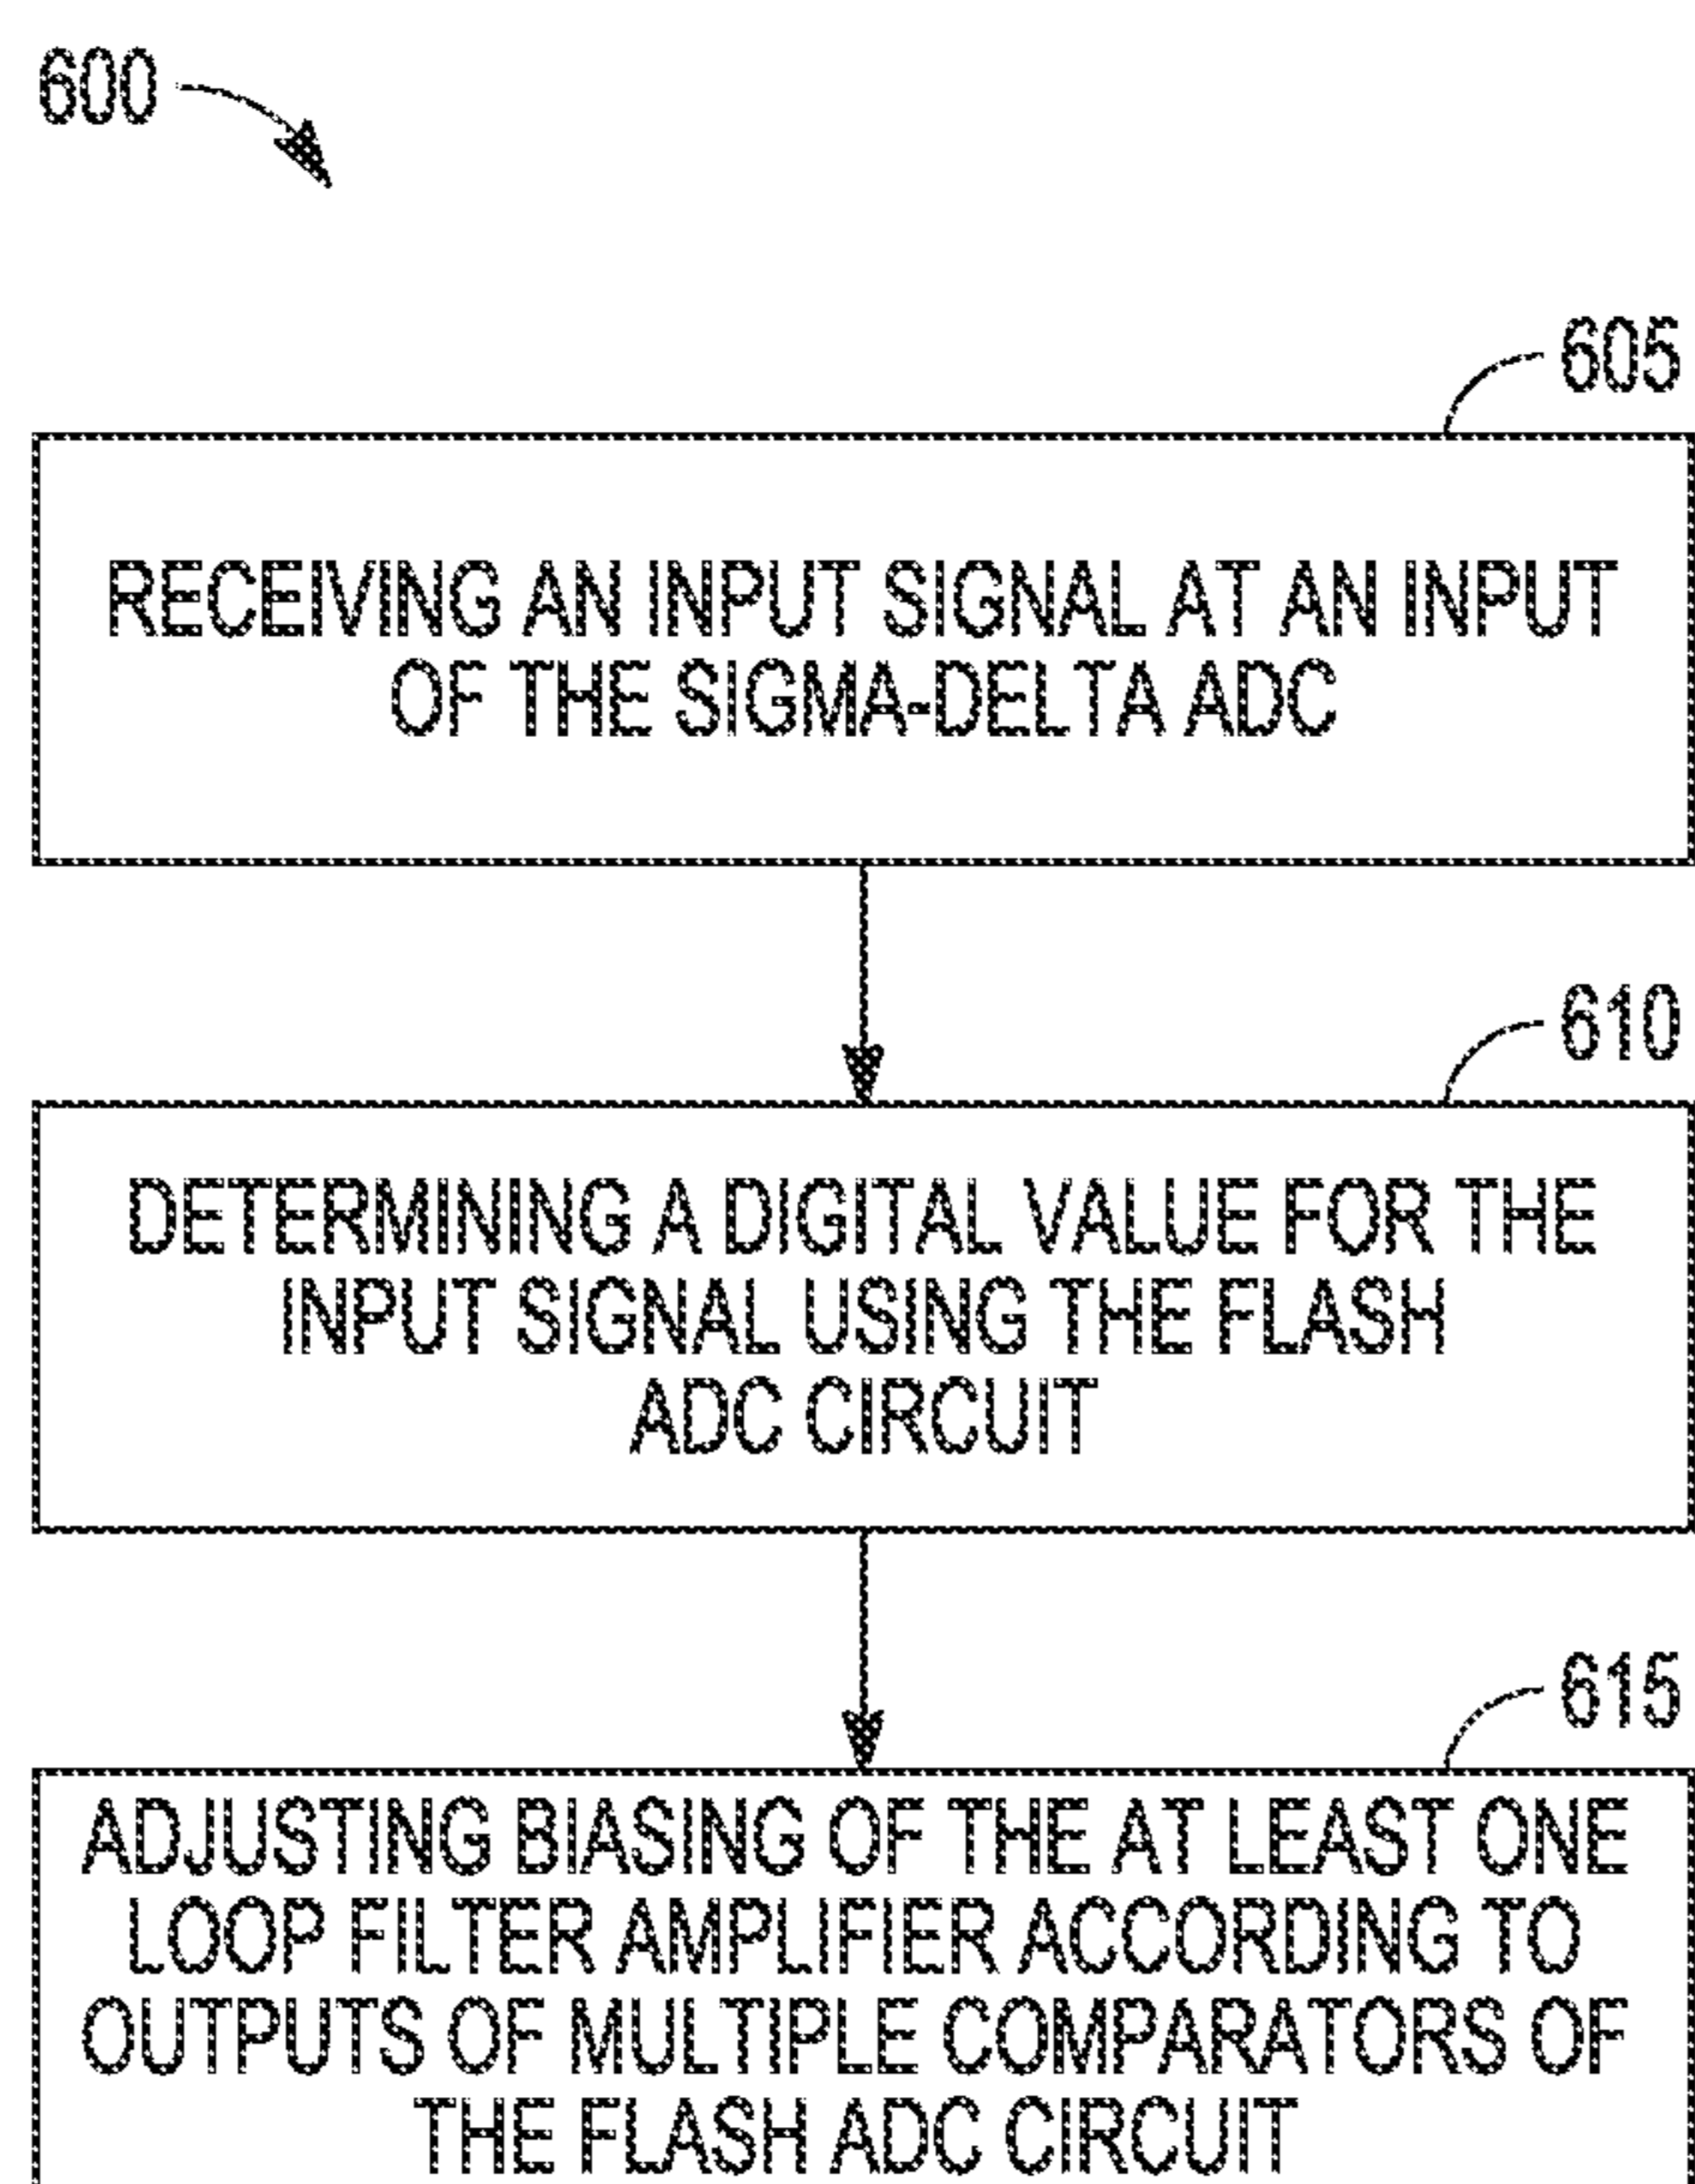 600
605
RECEIVING AN INPUT SIGNAL AT AN INPUT
OF THE SIGMA-DELTA ADC
610
DETERMINING A DIGITAL VALUE FOR THE
INPUT SIGNAL USING THE FLASH
ADC CIRCUIT
615
ADJUSTING BIASING OF THE AT LEAST ONE
LOOP FILTER AMPLIFIER ACCORDING TO
OUTPUTS OF MULTIPLE COMPARATORS OF
THE FLASH ADC CIRCUIT